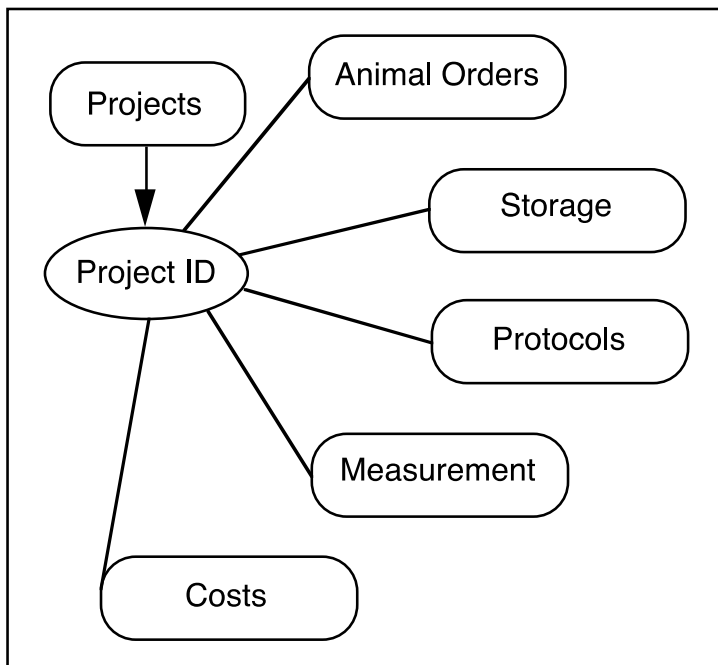 Animal Orders
Projects
Storage
Project ID
Protocols
Measurement
Costs